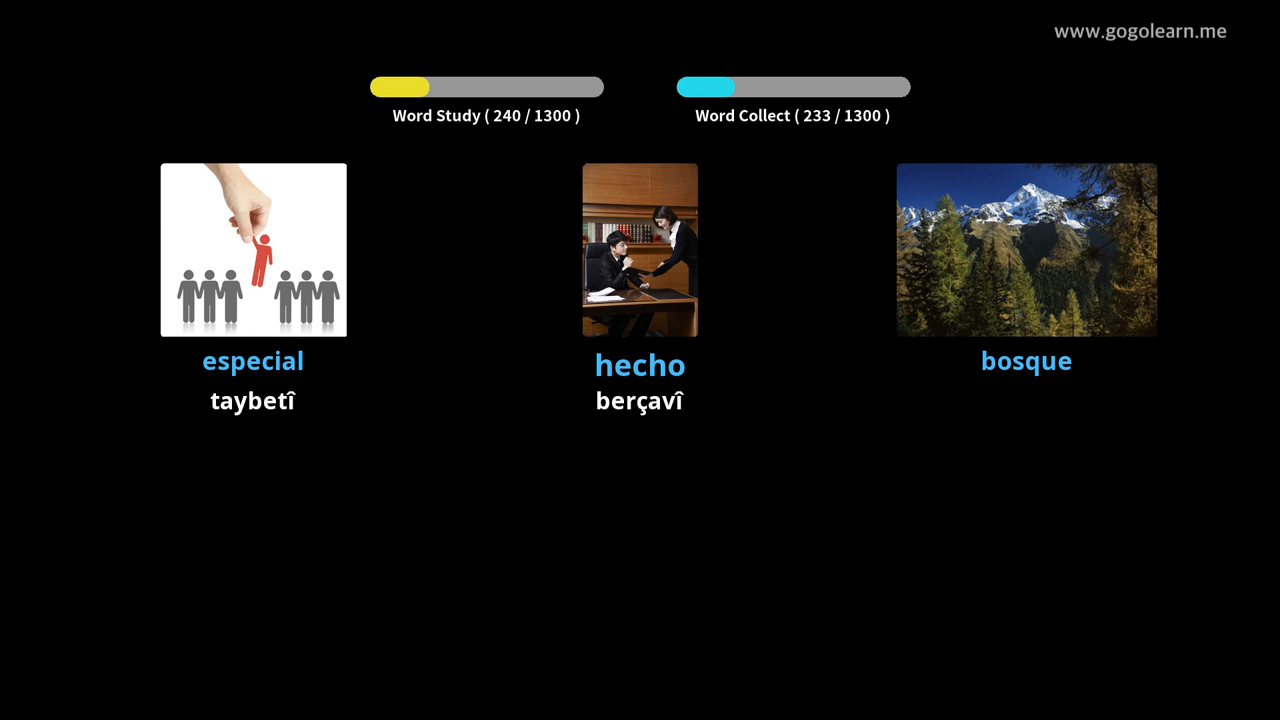 www.gogolearn.me
Word Study ( 240 / 1300 )
Word Collect ( 233 / 1300 )
especial
hecho
bosque
taybetî
berçavî